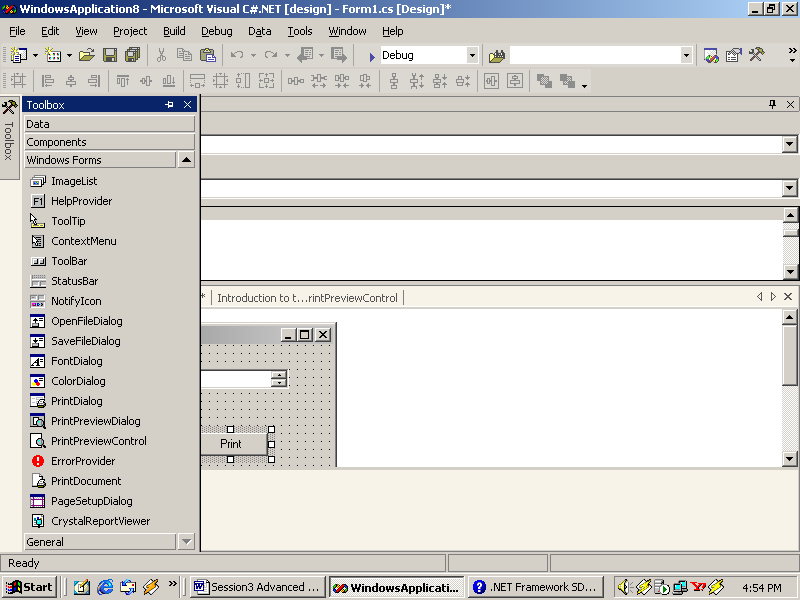 WindowsApplication8 - Microsoft Visual C#.NET [design] - Form1.cs [Design]*
File Edit View Project Build Debug Data Tools Window Help
Debug
Toolbox
Toolbox
Data
Components
Windows Forms
ImageList
HelpProvider
ToolTip
ContextMenu
ToolBar
StatusBar
NotifyIcon
OpenFileDialog
SaveFileDialog
FontDialog
ColorDialog
PrintDialog
PrintPreviewDialog
PrintPreviewControl
ErrorProvider
PrintDocument
PageSetupDialog
CrystalReportViewer
General
* Introduction to t...rintPreviewControl
Print
Ready
Start Session3 Advanced ... WindowsApplicati... .NET Framework SD... 4:54 PM